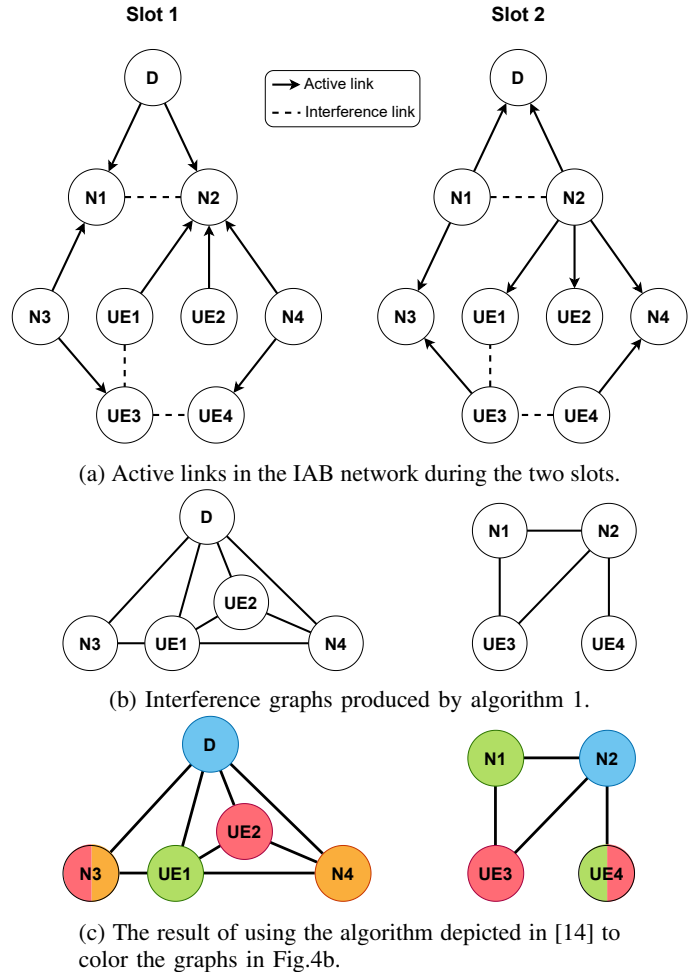 Slot 1
Slot 2
D
D
Active link
Interference link
N1
N2
N1
N2
N3
UE1
UE2
N4
N3
UE1
UE2
N4
UE3
UE4
UE3
UE4
(a) Active links in the IAB network during the two slots.
D
N1
N2
UE2
N3
UE1
N4
UE3
UE4
(b) Interference graphs produced by algorithm 1.
D
N1
N2
UE2
N3
UE1
N4
UE3
UE4
(c) The result of using the algorithm depicted in [14] to
color the graphs in Fig.4b.